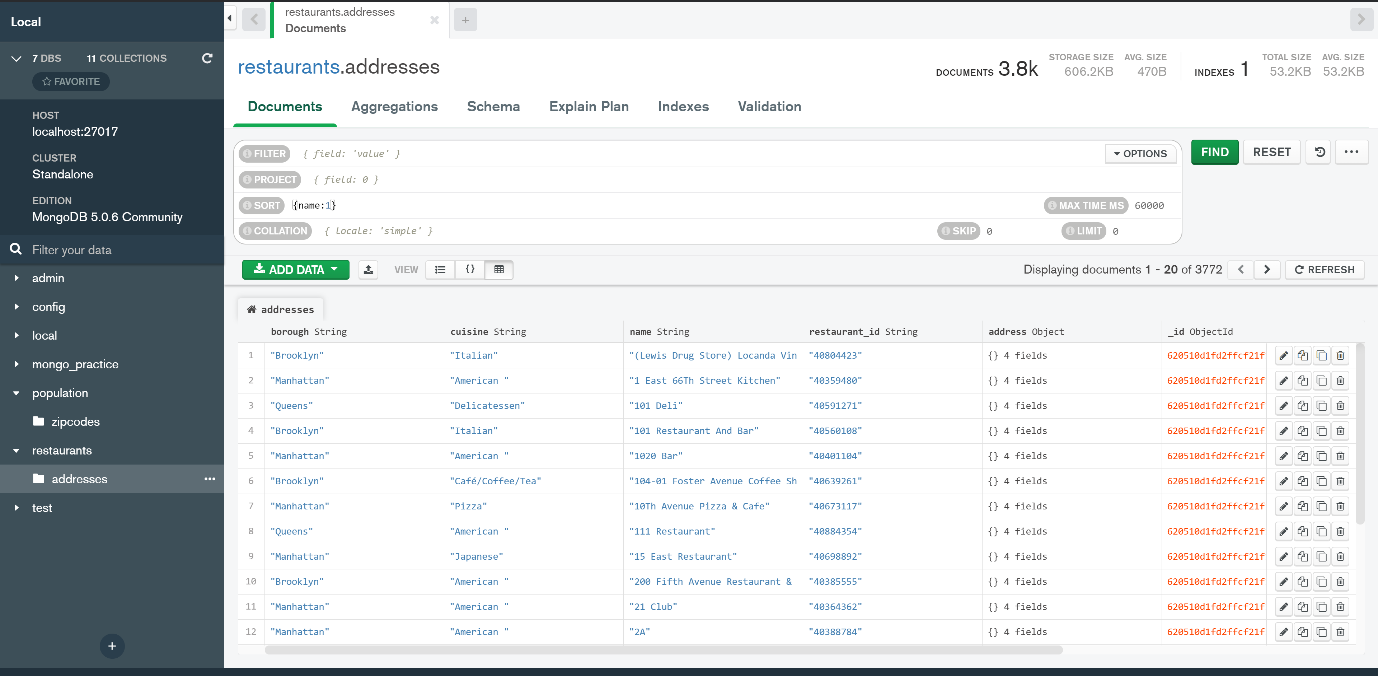 Local
7 DBS 11 COLLECTIONS
FAVORITE
HOST
localhost:27017
CLUSTER
Standalone
EDITION
MongoDB 5.0.6 Community
Filter your data
admin
config
local
mongo_practice
population
zipcodes
restaurants
addresses
test
restaurants.addresses
Documents
restaurants.addresses
DOCUMENTS 3.8k STORAGE SIZE 606.2KB AVG. SIZE 470B INDEXES 1 TOTAL SIZE 53.2KB AVG. SIZE 53.2KB
Documents Aggregations Schema Explain Plan Indexes Validation
FILTER { field: 'value' } OPTIONS FIND RESET
PROJECT { field: 0 }
SORT {name:1} MAX TIME MS 60000
COLLATION { locale: 'simple' } SKIP 0 LIMIT 0
ADD DATA VIEW {} Displaying documents 1 - 20 of 3772 REFRESH
addresses
borough String cuisine String name String restaurant_id String address Object _id ObjectId
1 "Brooklyn" "Italian" "(Lewis Drug Store) Locanda Vin "40804423" {} 4 fields 620510d1fd2ffcf21f
2 "Manhattan" "American " "1 East 66Th Street Kitchen" "40359480" {} 4 fields 620510d1fd2ffcf21f
3 "Queens" "Delicatessen" "101 Deli" "40591271" {} 4 fields 620510d1fd2ffcf21f
4 "Brooklyn" "Italian" "101 Restaurant And Bar" "40560108" {} 4 fields 620510d1fd2ffcf21f
5 "Manhattan" "American " "1020 Bar" "40401104" {} 4 fields 620510d1fd2ffcf21f
6 "Brooklyn" "Café/Coffee/Tea" "104-01 Foster Avenue Coffee Sh "40639261" {} 4 fields 620510d1fd2ffcf21f
7 "Manhattan" "Pizza" "10Th Avenue Pizza & Cafe" "40673117" {} 4 fields 620510d1fd2ffcf21f
8 "Queens" "American " "111 Restaurant" "40884354" {} 4 fields 620510d1fd2ffcf21f
9 "Manhattan" "Japanese" "15 East Restaurant" "40698892" {} 4 fields 620510d1fd2ffcf21f
10 "Brooklyn" "American " "200 Fifth Avenue Restaurant & "40385555" {} 4 fields 620510d1fd2ffcf21f
11 "Manhattan" "American " "21 Club" "40364362" {} 4 fields 620510d1fd2ffcf21f
12 "Manhattan" "American " "2A" "40388784" {} 4 fields 620510d1fd2ffcf21f